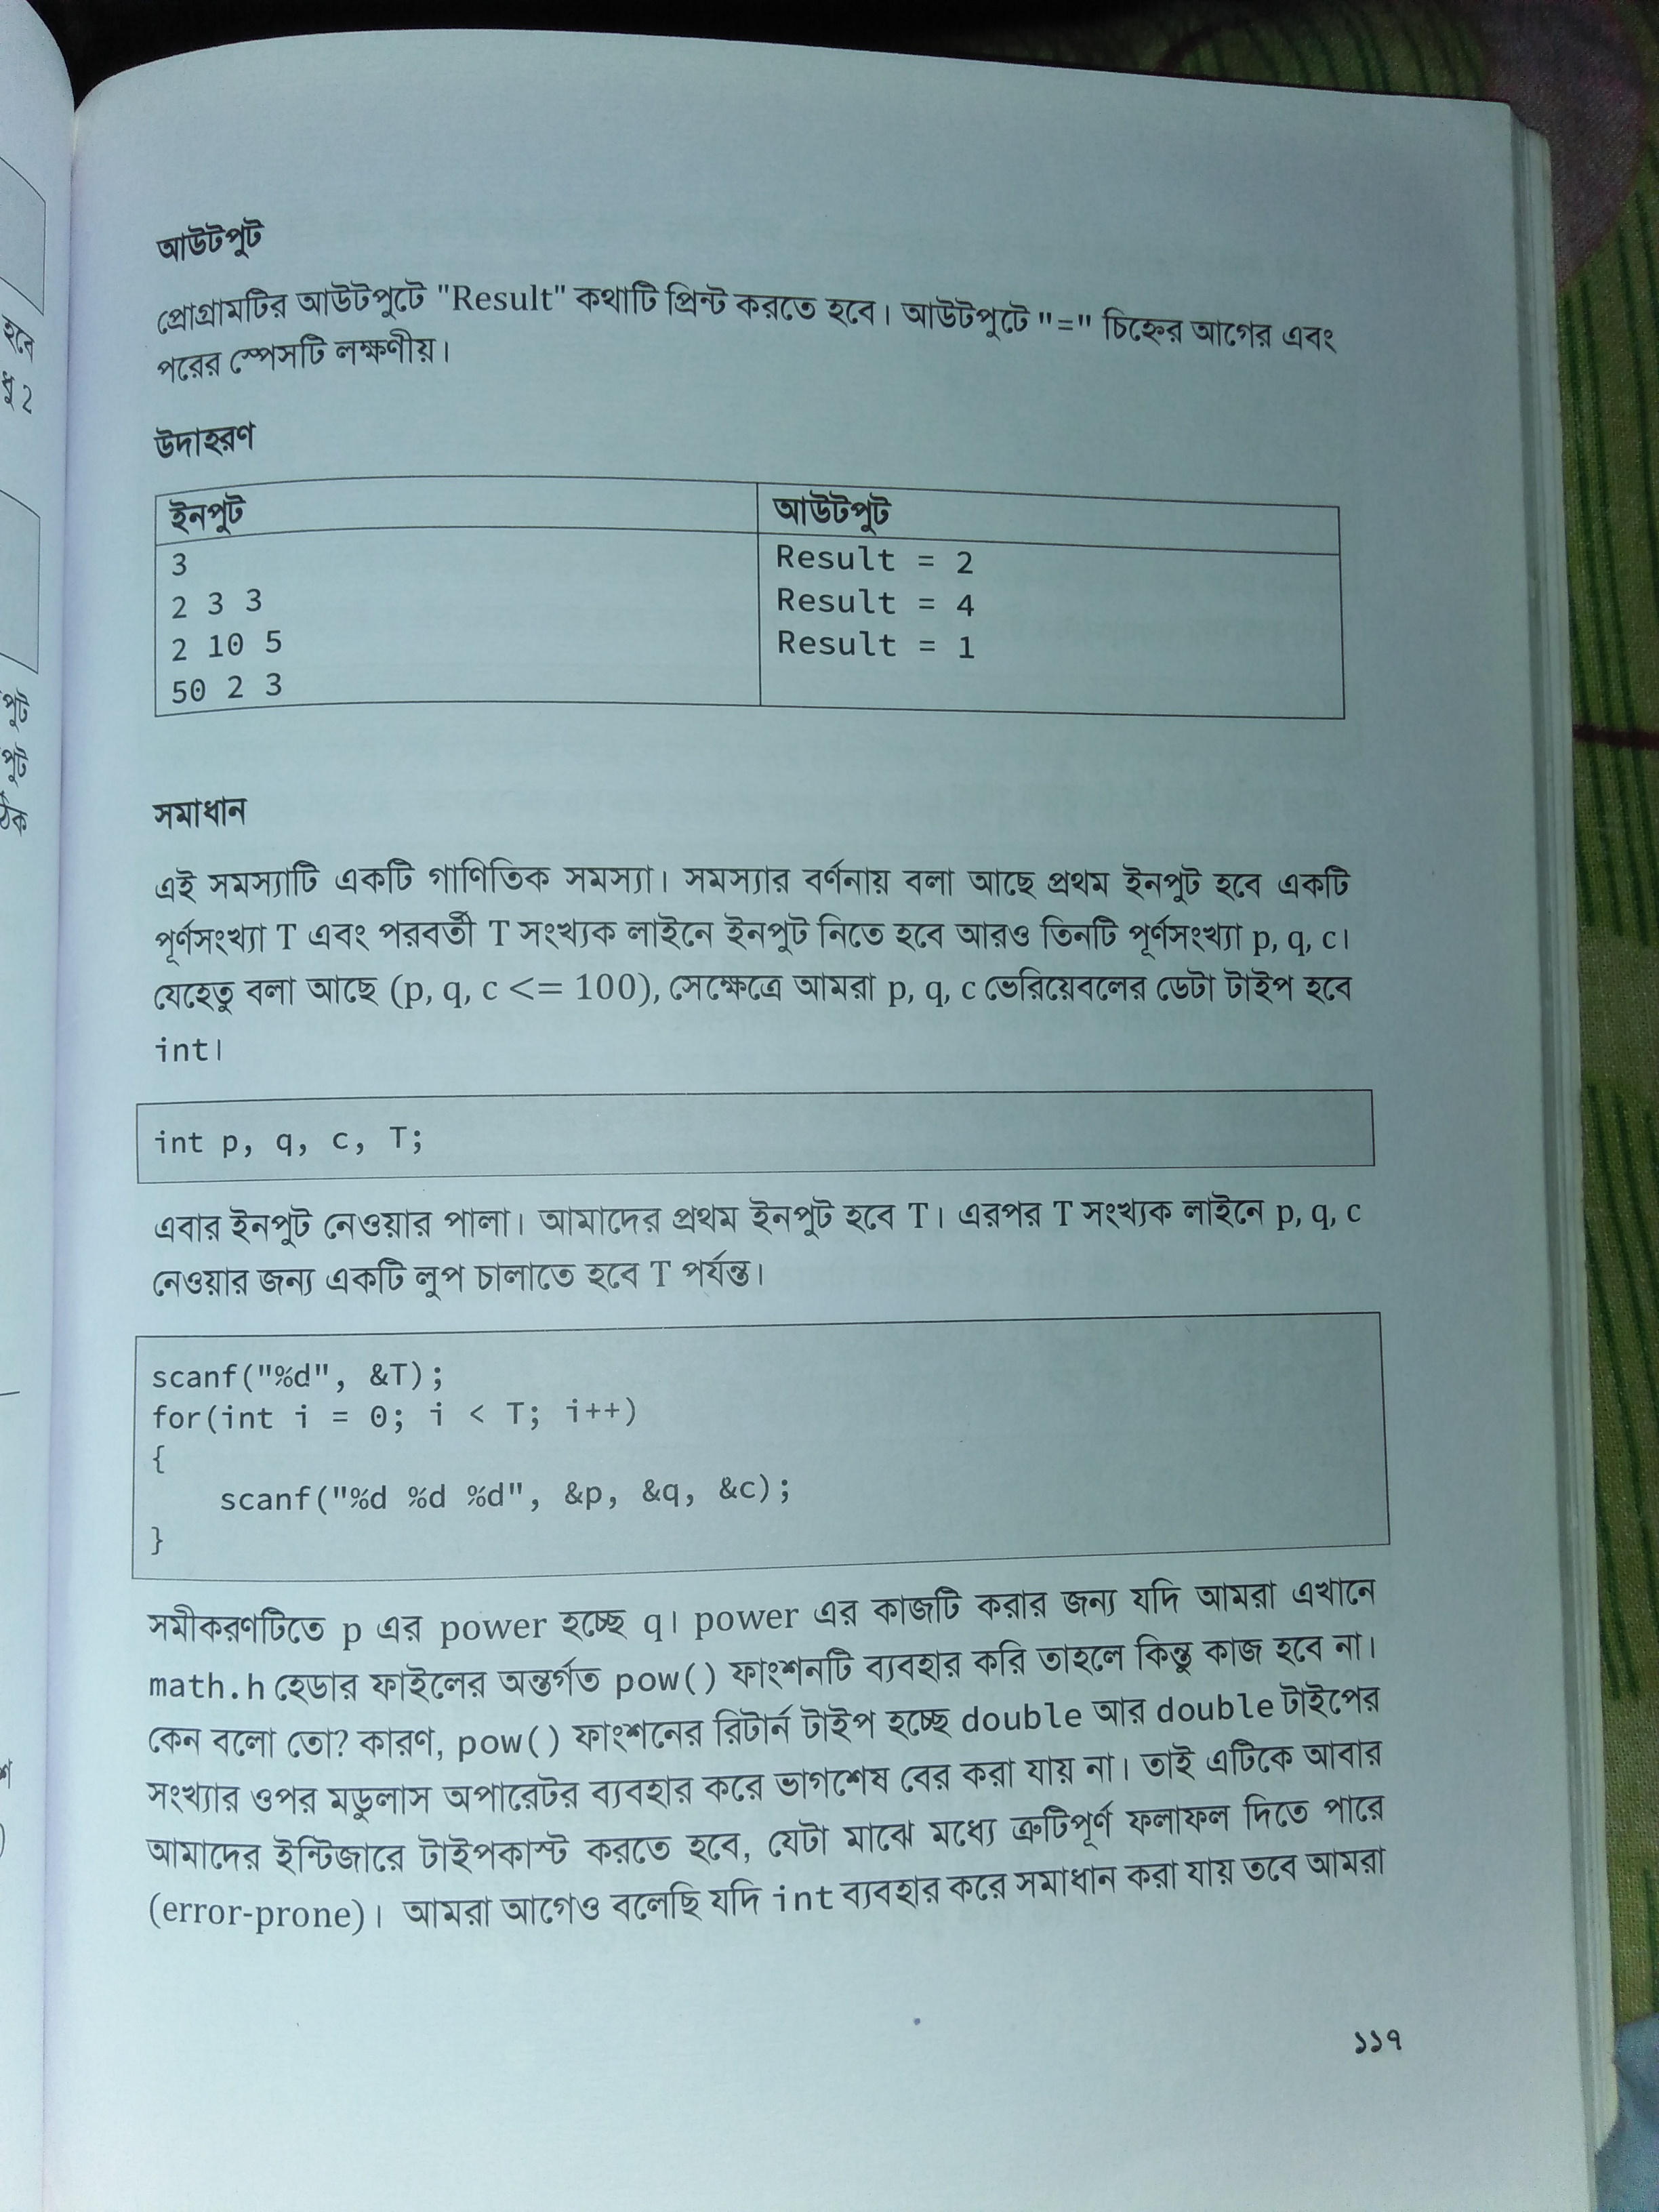 আউটপুট
প্রোগ্রামটির আউটপুটে "Result" কথাটি প্রিন্ট করতে হবে। আউটপুটে "=" চিহ্নের আগের এবং
পরের স্পেসটি লক্ষণীয়।
উদাহরণ
ইনপুট আউটপুট
3 Result = 2
2 3 3 Result = 4
2 10 5 Result = 1
50 2 3
সমাধান
এই সমস্যাটি একটি গাণিতিক সমস্যা। সমস্যার বর্ণনায় বলা আছে প্রথম ইনপুট হবে একটি
পূর্ণসংখ্যা T এবং পরবর্তী T সংখ্যক লাইনে ইনপুট নিতে হবে আরও তিনটি পূর্ণসংখ্যা p, q, c।
যেহেতু বলা আছে (p, q, c <= 100), সেক্ষেত্রে আমরা p, q, c ভেরিয়েবলের ডেটা টাইপ হবে
int।
int p, q, c, T;
এবার ইনপুট নেওয়ার পালা। আমাদের প্রথম ইনপুট হবে T। এরপর T সংখ্যক লাইনে p, q, c
নেওয়ার জন্য একটি লুপ চালাতে হবে T পর্যন্ত।
scanf("%d", &T);
for(int i = 0; i < T; i++)
{
scanf("%d %d %d", &p, &q, &c);
}
সমীকরণটিতে p এর power হচ্ছে q। power এর কাজটি করার জন্য যদি আমরা এখানে
math.h হেডার ফাইলের অন্তর্গত pow() ফাংশনটি ব্যবহার করি তাহলে কিন্তু কাজ হবে না।
কেন বলো তো? কারণ, pow() ফাংশনের রিটার্ন টাইপ হচ্ছে double আর double টাইপের
সংখ্যার ওপর মডুলাস অপারেটর ব্যবহার করে ভাগশেষ বের করা যায় না। তাই এটিকে আবার
আমাদের ইন্টিজারে টাইপকাস্ট করতে হবে, যেটা মাঝে মধ্যে ত্রুটিপূর্ণ ফলাফল দিতে পারে
(error-prone)। আমরা আগেও বলেছি যদি int ব্যবহার করে সমাধান করা যায় তবে আমরা
১১৭